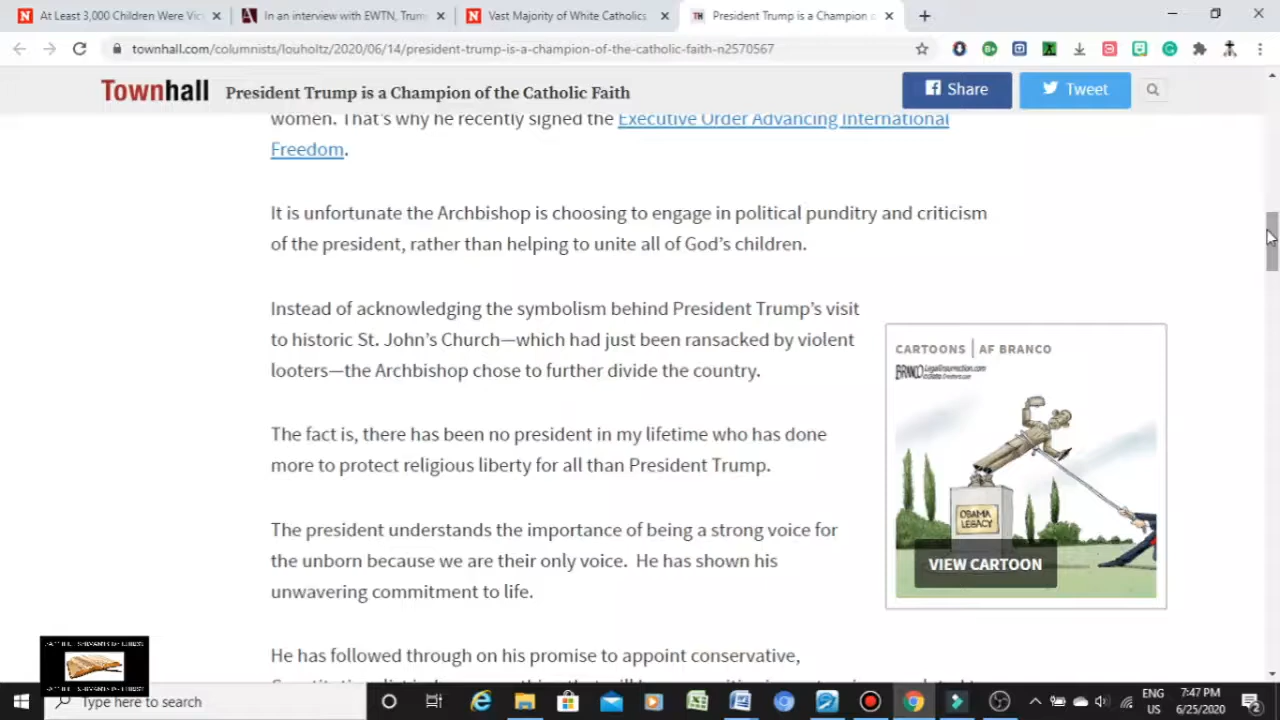 At Least 3,000 Children Were Vic
In an interview with EWTN, Trum
Vast Majority of White Catholics
President Trump is a Champion o
townhall.com/columnists/louholtz/2020/06/14/president-trump-is-a-champion-of-the-catholic-faith-n2570567
Townhall
President Trump is a Champion of the Catholic Faith
Share
Tweet
women. That's why he recently signed the Executive Order Advancing International
Freedom.
It is unfortunate the Archbishop is choosing to engage in political punditry and criticism
of the president, rather than helping to unite all of God's children.
Instead of acknowledging the symbolism behind President Trump's visit
to historic St. John's Church—which had just been ransacked by violent
looters—the Archbishop chose to further divide the country.
The fact is, there has been no president in my lifetime who has done
more to protect religious liberty for all than President Trump.
The president understands the importance of being a strong voice for
the unborn because we are their only voice. He has shown his
unwavering commitment to life.
He has followed through on his promise to appoint conservative,
CARTOONS | AF BRANCO
BRANCO
OBAMA
LEGACY
VIEW CARTOON
Type here to search
ENG
US
7:47 PM
6/25/2020
2